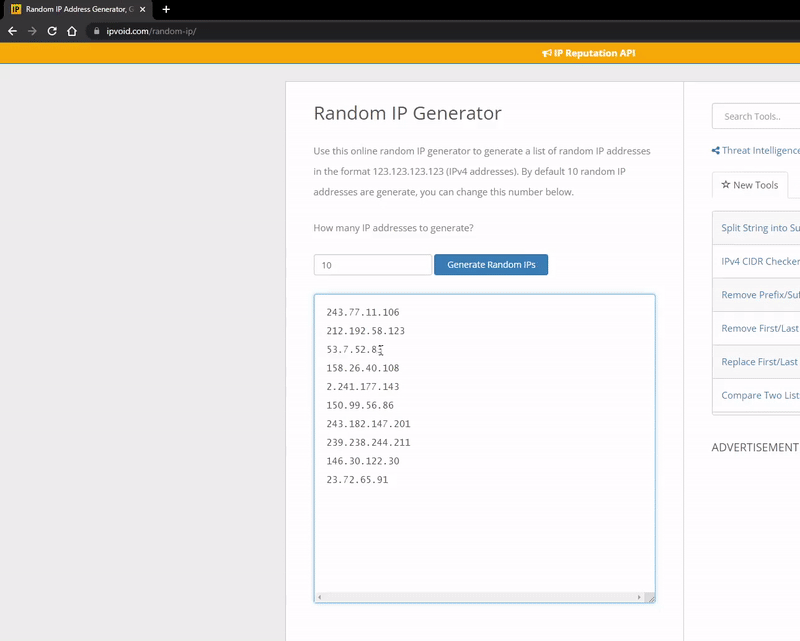 Random IP Address Generator, G
ipvoid.com/random-ip/
IP Reputation API
Random IP Generator
Use this online random IP generator to generate a list of random IP addresses
in the format 123.123.123.123 (IPv4 addresses). By default 10 random IP
addresses are generate, you can change this number below.
How many IP addresses to generate?
10
Generate Random IPs
243.77.11.106
212.192.58.123
158.26.40.108
2.241.177.143
150.99.56.86
243.182.147.201
239.238.244.211
146.30.122.30
23.72.65.91
Search Tools..
Threat Intelligence
New Tools
Split String into Su
IPv4 CIDR Checker
Remove Prefix/Suf
Remove First/Last
Replace First/Last
Compare Two List
ADVERTISEMENT